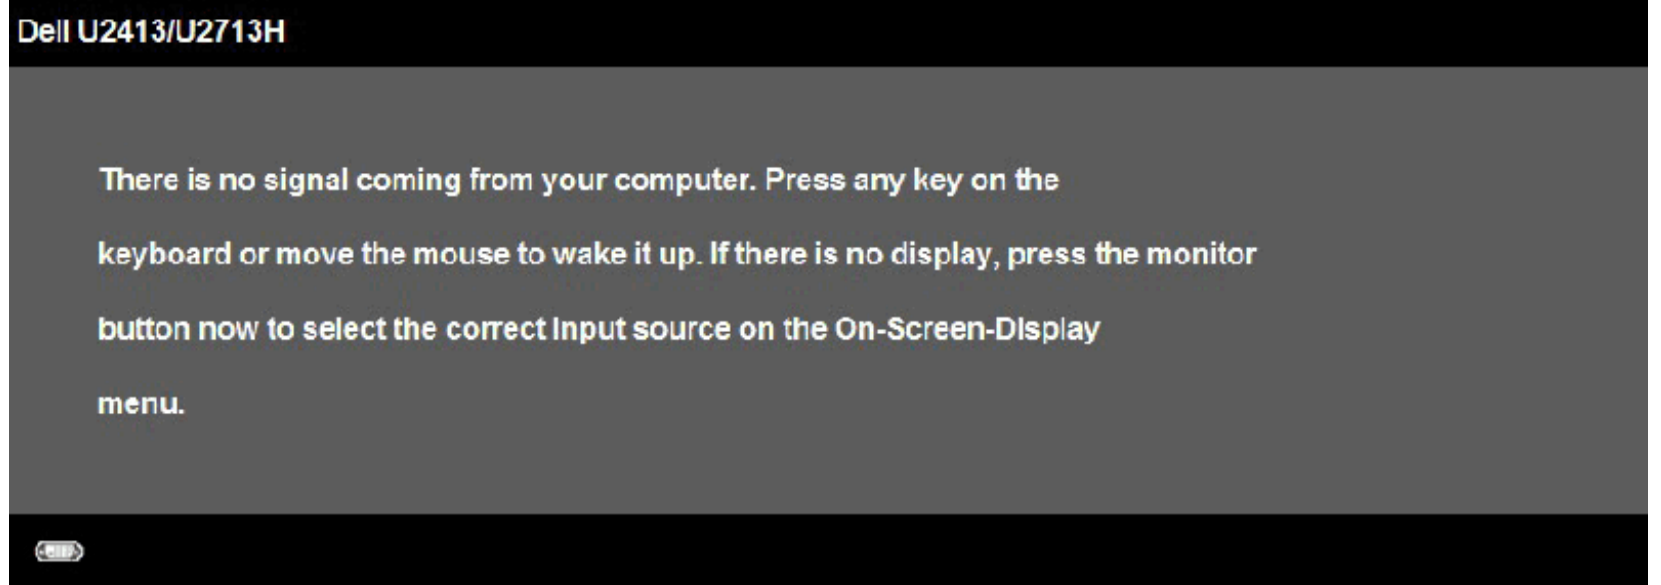 Dell U2413/U2713H
There is no signal coming from your computer. Press any key on the
keyboard or move the mouse to wake it up. If there is no display, press the monitor
button now to select the correct input source on the On-Screen-Display
menu.